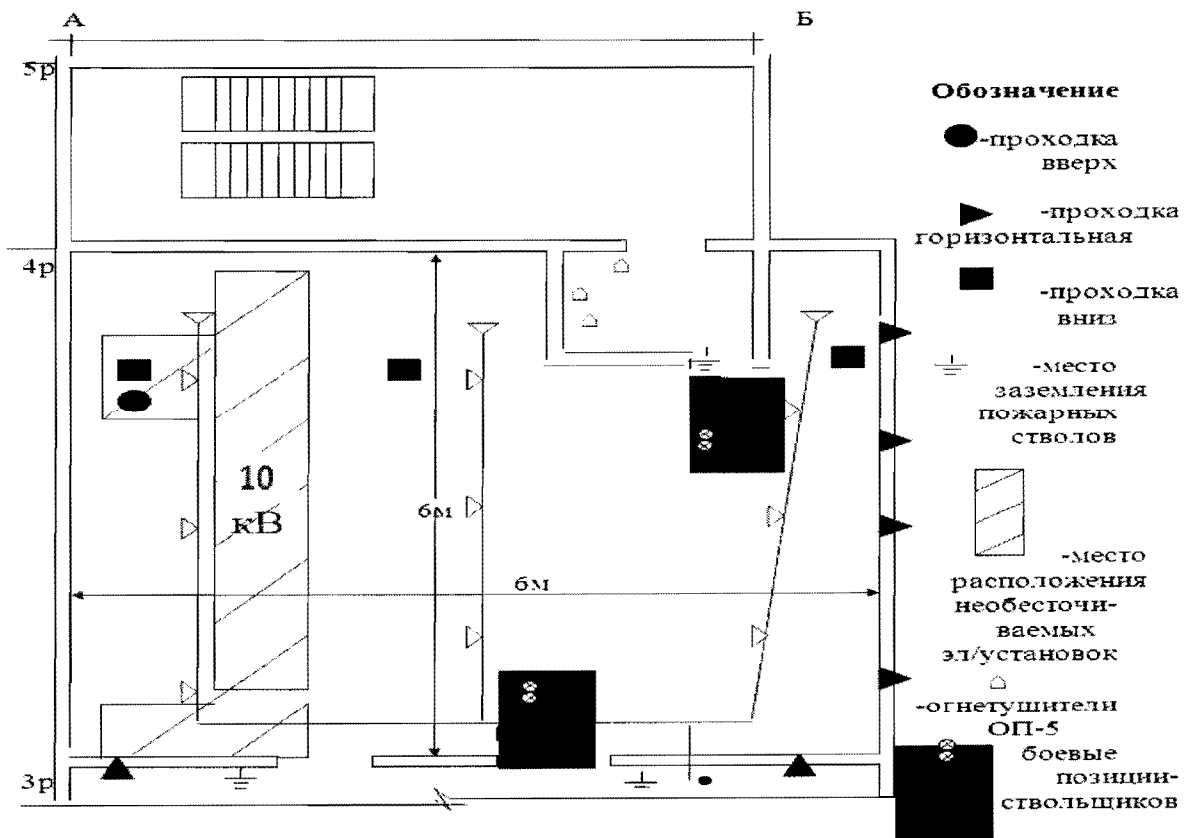 А
Б
5р
4р
3р
10
кВ
6м
6м
Обозначение
-проходка
вверх
-проходка
горизонтальная
-проходка
вниз
-место
заземления
пожарных
стволов
-место
расположения
необесточи-
ваемых
эл/установок
-огнетушители
ОП-5
боевые
позиции-
ствольщиков